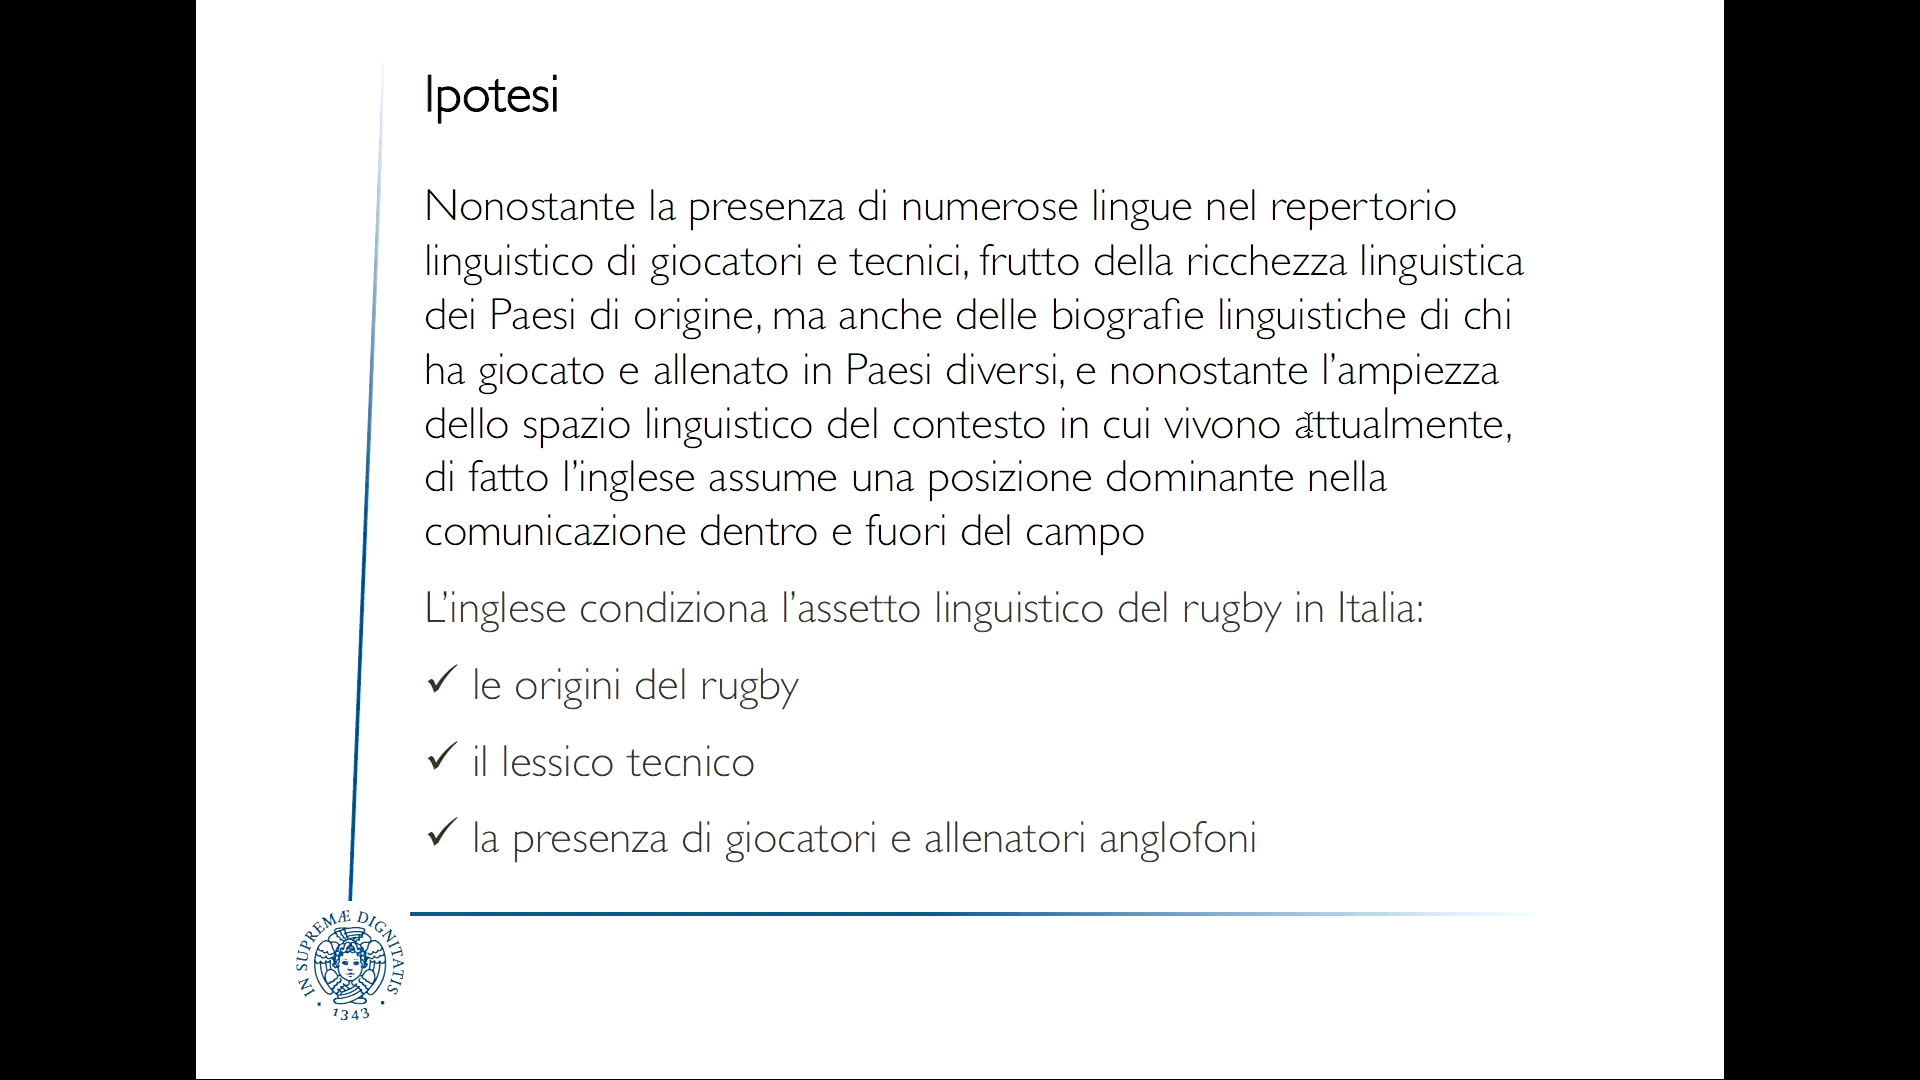 Ipotesi
Nonostante la presenza di numerose lingue nel repertorio
linguistico di giocatori e tecnici, frutto della ricchezza linguistica
dei Paesi di origine, ma anche delle biografie linguistiche di chi
ha giocato e allenato in Paesi diversi, e nonostante l’ampiezza
dello spazio linguistico del contesto in cui vivono attualmente,
di fatto l’inglese assume una posizione dominante nella
comunicazione dentro e fuori del campo
L’inglese condiziona l’assetto linguistico del rugby in Italia:
✓ le origini del rugby
✓ il lessico tecnico
✓ la presenza di giocatori e allenatori anglofoni
IN SUPREMÆ DIGNITATIS
· 1343 ·